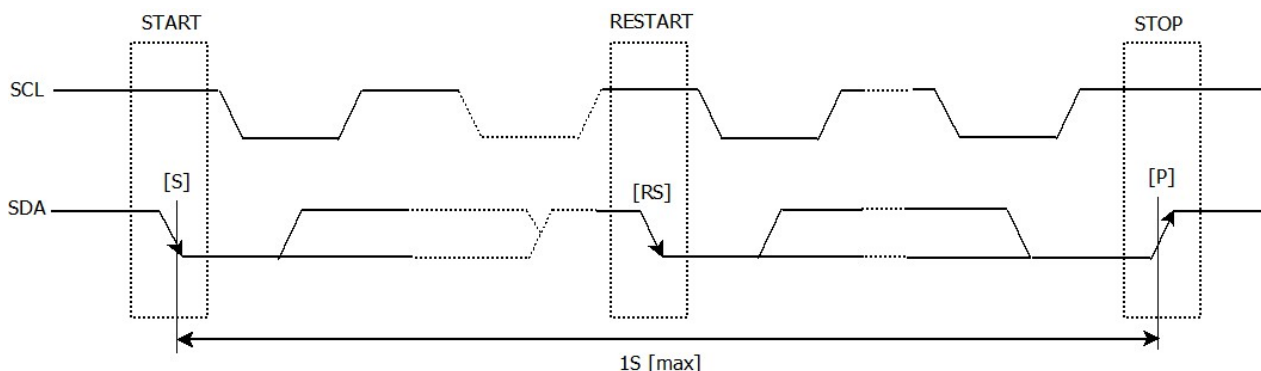 START RESTART STOP
SCL
[S] [RS] [P]
SDA
1S [max]